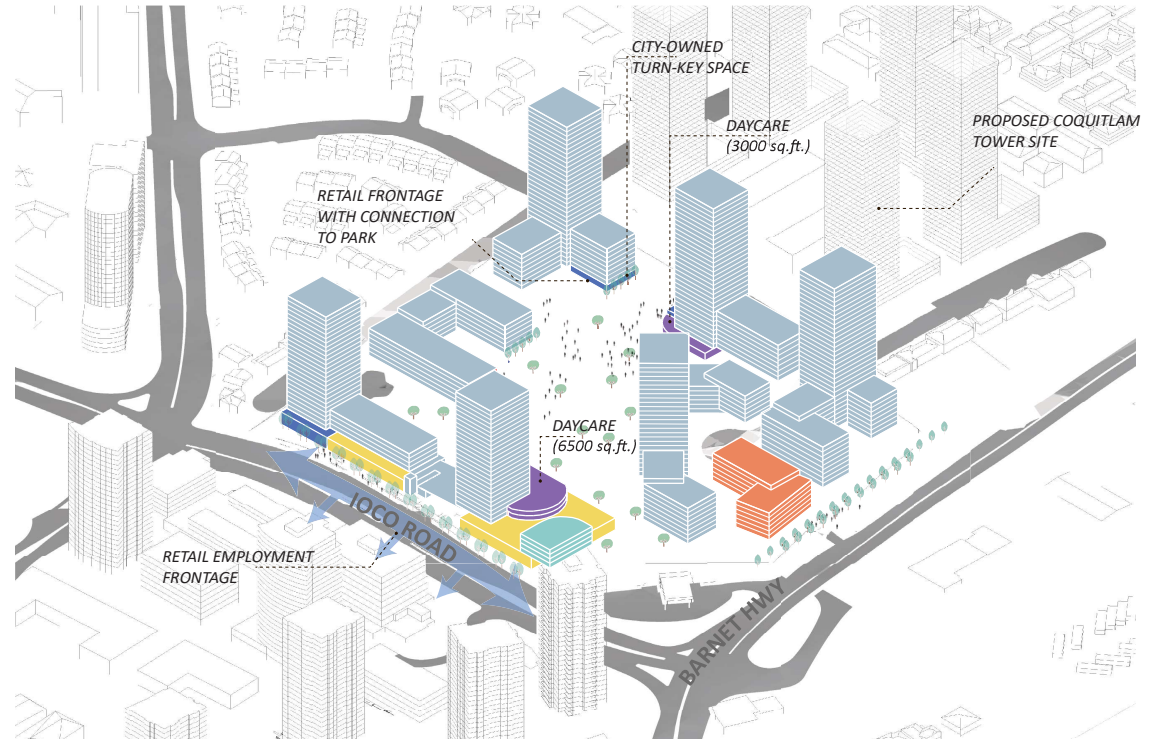 CITY-OWNED
TURN-KEY SPACE
DAYCARE
(3000 sq.ft.)
PROPOSED COQUITLAM
TOWER SITE
RETAIL FRONTAGE
WITH CONNECTION
TO PARK
DAYCARE
(6500 sq.ft.)
IOCO ROAD
RETAIL EMPLOYMENT
FRONTAGE
BARNET HWY